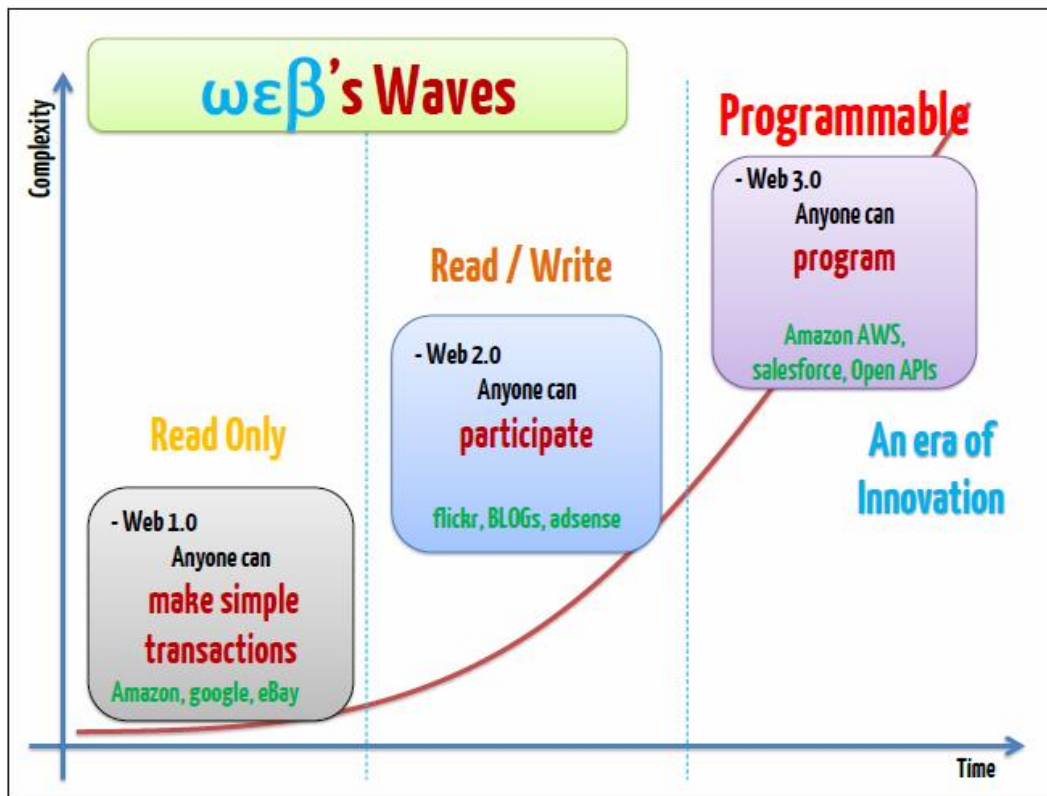 ωεβ's Waves
Complexity
Programmable
- Web 3.0
Anyone can
program
Amazon AWS,
salesforce, Open APIs
Read / Write
- Web 2.0
Anyone can
participate
flickr, BLOGs, adsense
Read Only
- Web 1.0
Anyone can
make simple
transactions
Amazon, google, eBay
An era of
Innovation
Time